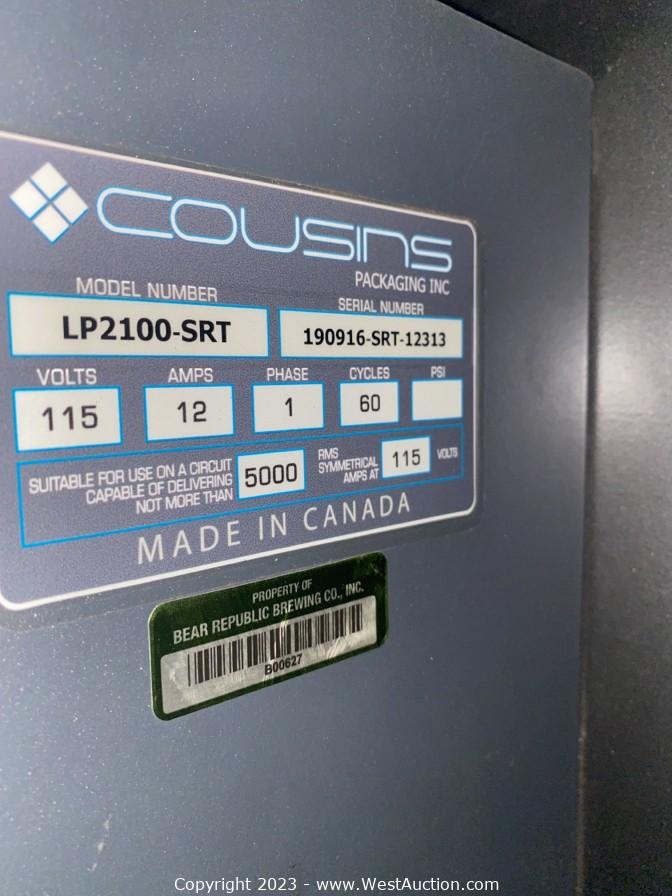 COUSINS
PACKAGING INC
MODEL NUMBER
LP2100-SRT
SERIAL NUMBER
190916-SRT-12313
VOLTS AMPS PHASE CYCLES PSI
115 12 1 60
SUITABLE FOR USE ON A CIRCUIT
CAPABLE OF DELIVERING
NOT MORE THAN
5000
RMS
SYMMETRICAL
AMPS AT
115
VOLTS
MADE IN CANADA
PROPERTY OF
BEAR REPUBLIC BREWING CO., INC.
B00627
Copyright 2023 - www.WestAuction.com